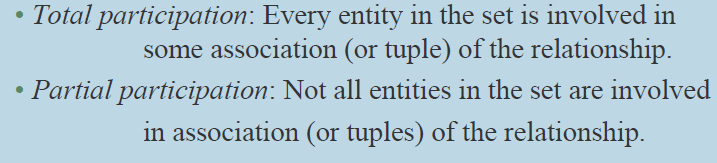 • Total participation: Every entity in the set is involved in
some association (or tuple) of the relationship.
• Partial participation: Not all entities in the set are involved
in association (or tuples) of the relationship.